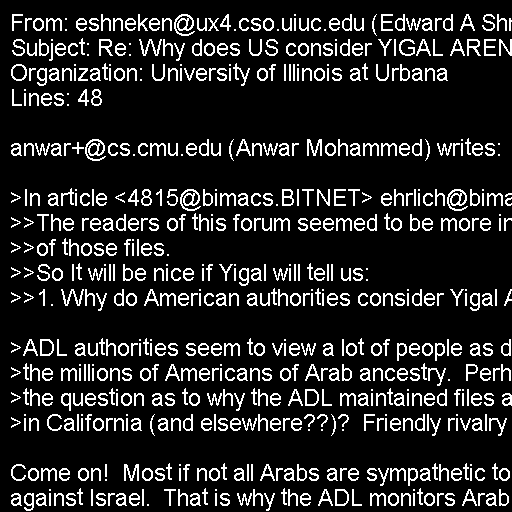 From: eshneken@ux4.cso.uiuc.edu (Edward A Shn
Subject: Re: Why does US consider YIGAL AREN
Organization: University of Illinois at Urbana
Lines: 48

anwar+@cs.cmu.edu (Anwar Mohammed) writes:

>In article <4815@bimacs.BITNET> ehrlich@bima
>>The readers of this forum seemed to be more in
>>of those files.
>>So It will be nice if Yigal will tell us:
>>1. Why do American authorities consider Yigal A

>ADL authorities seem to view a lot of people as d
>the millions of Americans of Arab ancestry.  Perh
>the question as to why the ADL maintained files a
>in California (and elsewhere??)?  Friendly rivalry

Come on!  Most if not all Arabs are sympathetic to
against Israel.  That is why the ADL monitors Arab